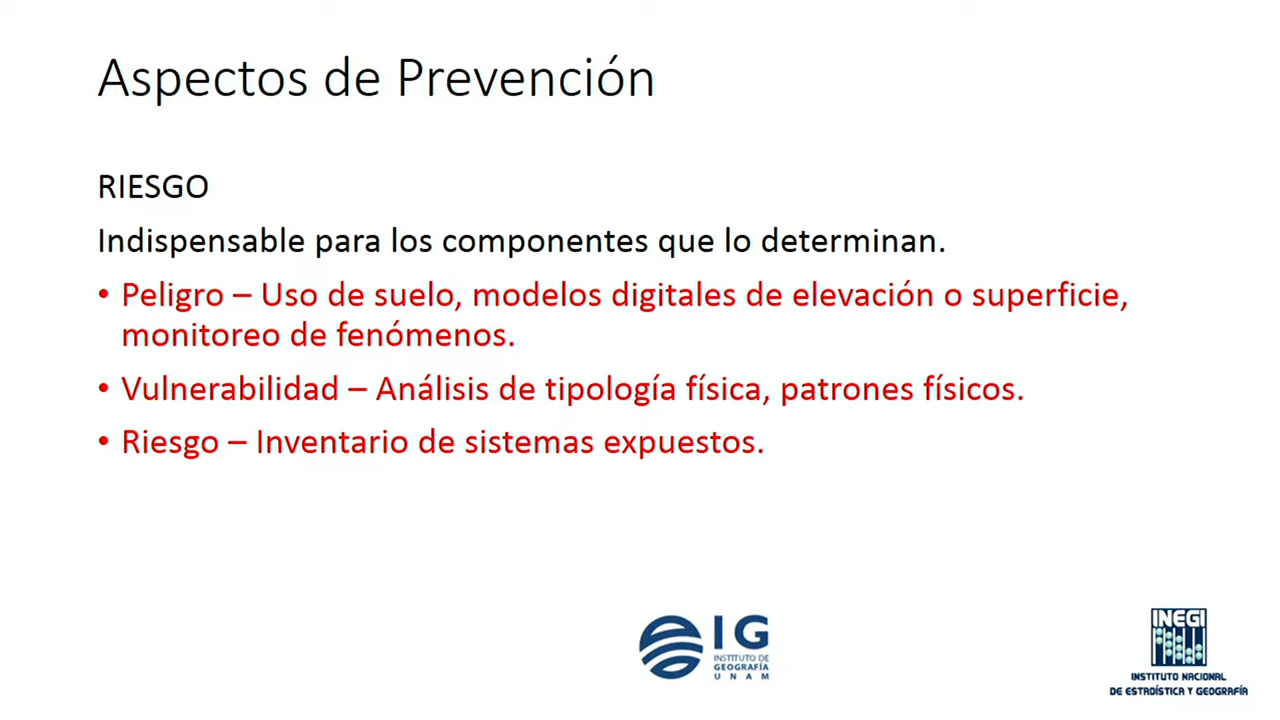 Aspectos de Prevención
RIESGO
Indispensable para los componentes que lo determinan.
• Peligro – Uso de suelo, modelos digitales de elevación o superficie,
monitoreo de fenómenos.
• Vulnerabilidad – Análisis de tipología física, patrones físicos.
• Riesgo – Inventario de sistemas expuestos.
IG
INSTITUTO DE
GEOGRAFÍA
UNAM
INEGI
INSTITUTO NACIONAL
DE ESTADÍSTICA Y GEOGRAFÍA